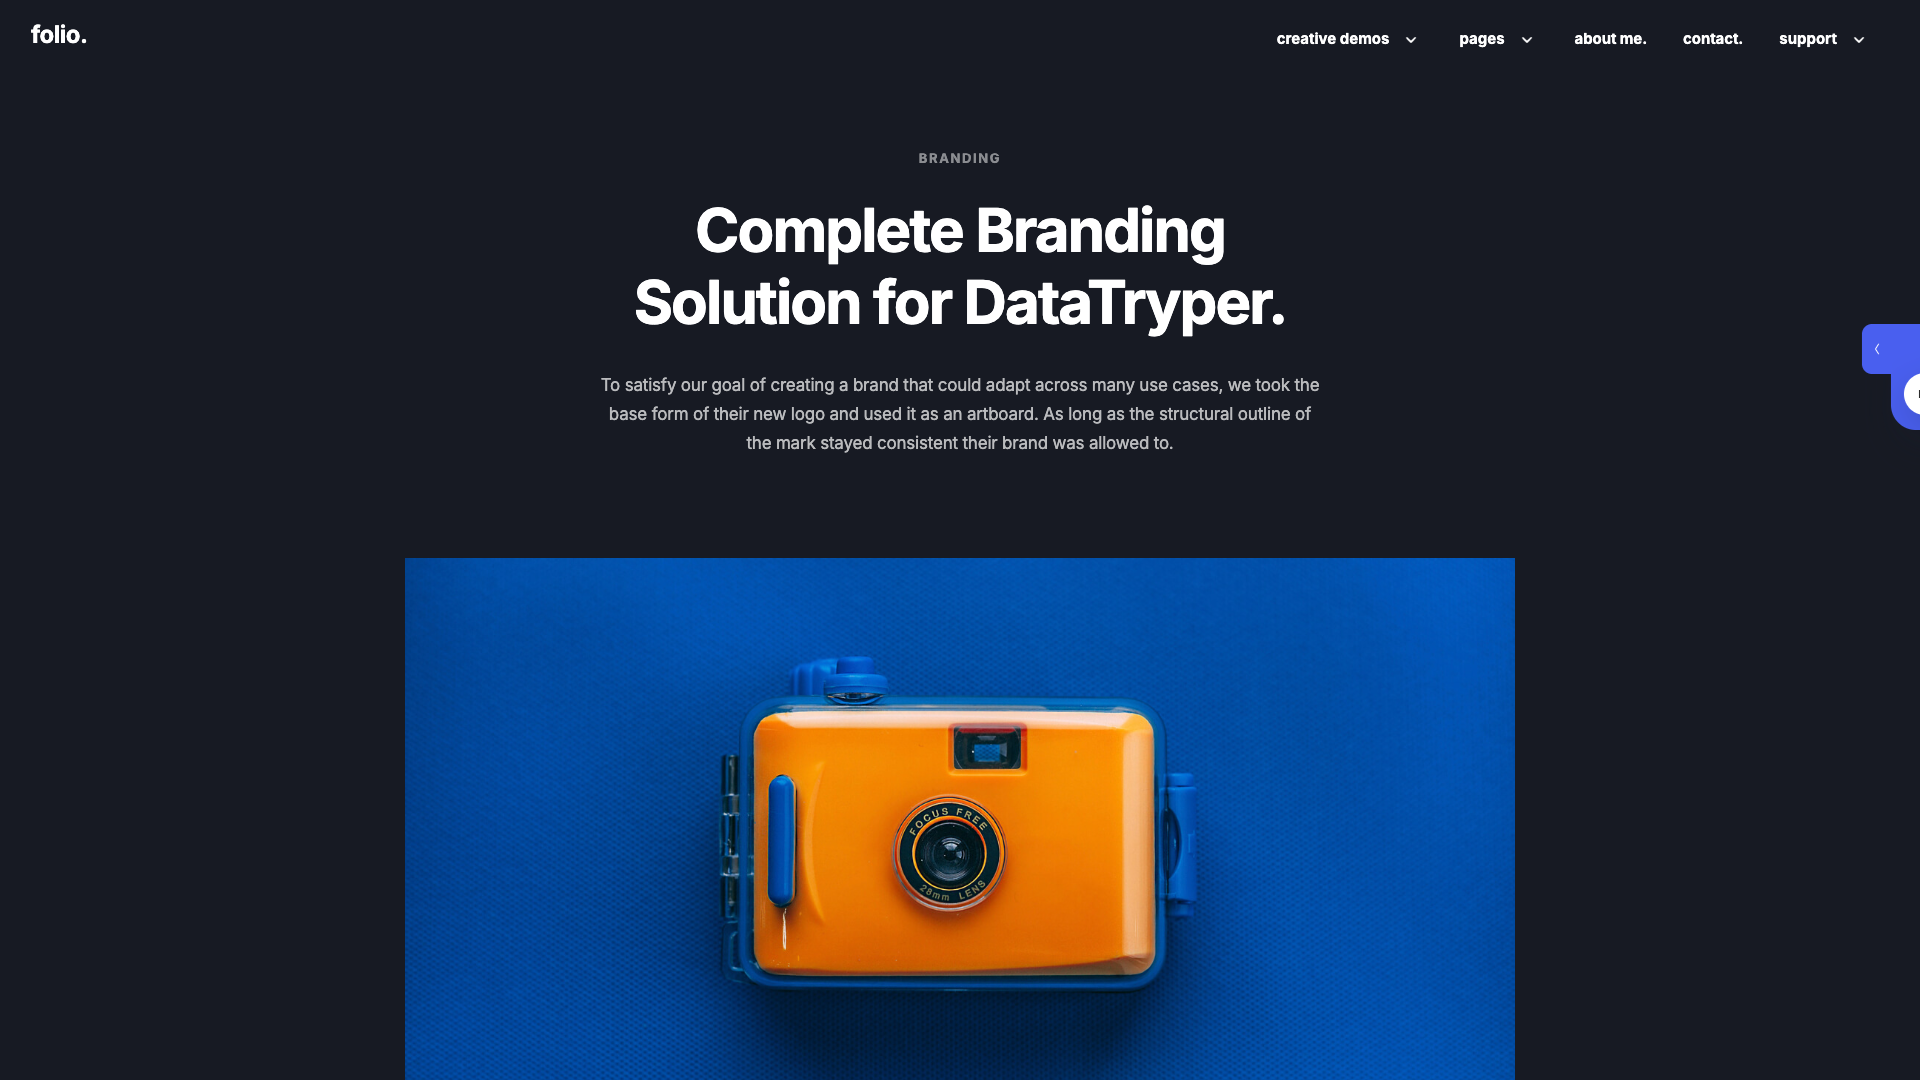 folio.
creative demos
pages
about me.
contact.
support
BRANDING
Complete Branding
Solution for DataTryper.
To satisfy our goal of creating a brand that could adapt across many use cases, we took the
base form of their new logo and used it as an artboard. As long as the structural outline of
the mark stayed consistent their brand was allowed to.
FOCUS FREE
28mm LENS